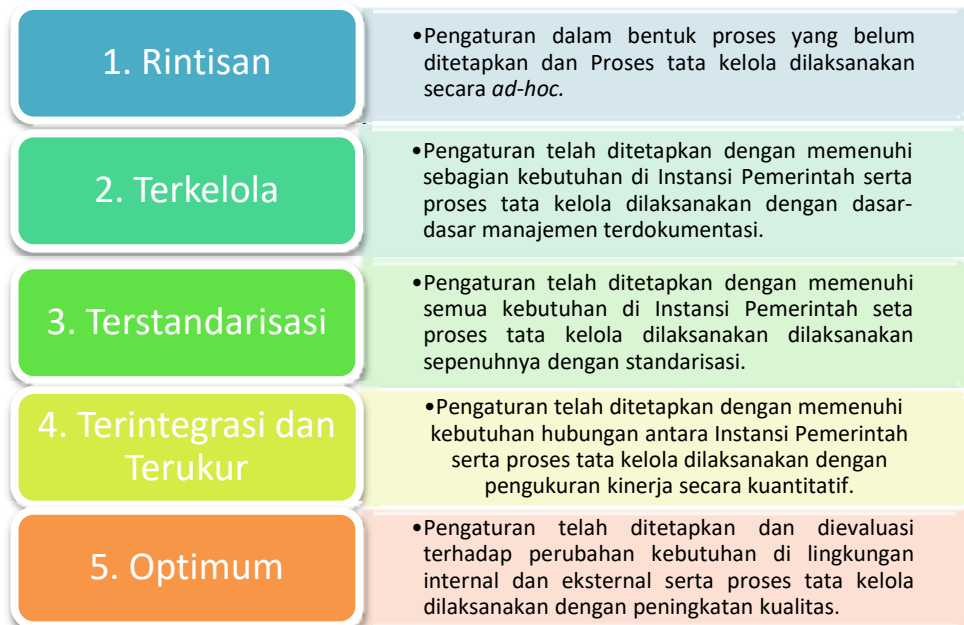 1. Rintisan
•Pengaturan dalam bentuk proses yang belum
ditetapkan dan Proses tata kelola dilaksanakan
secara ad-hoc.
2. Terkelola
•Pengaturan telah ditetapkan dengan memenuhi
sebagian kebutuhan di Instansi Pemerintah serta
proses tata kelola dilaksanakan dengan dasar-
dasar manajemen terdokumentasi.
3. Terstandarisasi
•Pengaturan telah ditetapkan dengan memenuhi
semua kebutuhan di Instansi Pemerintah seta
proses tata kelola dilaksanakan dilaksanakan
sepenuhnya dengan standarisasi.
4. Terintegrasi dan
Terukur
•Pengaturan telah ditetapkan dengan memenuhi
kebutuhan hubungan antara Instansi Pemerintah
serta proses tata kelola dilaksanakan dengan
pengukuran kinerja secara kuantitatif.
5. Optimum
•Pengaturan telah ditetapkan dan dievaluasi
terhadap perubahan kebutuhan di lingkungan
internal dan eksternal serta proses tata kelola
dilaksanakan dengan peningkatan kualitas.